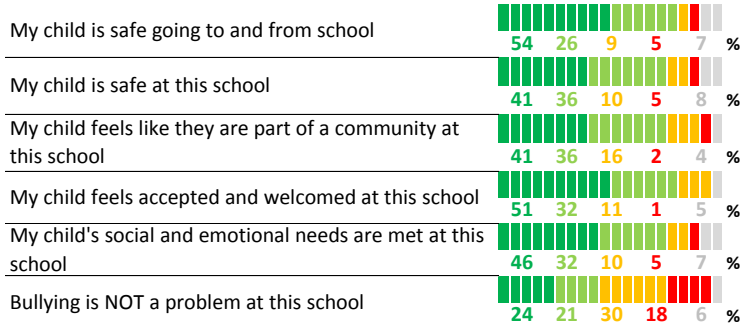 My child is safe going to and from school
54 26 9 5 7 %
My child is safe at this school
41 36 10 5 8 %
My child feels like they are part of a community at
this school
41 36 16 2 4 %
My child feels accepted and welcomed at this school
51 32 11 1 5 %
My child's social and emotional needs are met at this
school
46 32 10 5 7 %
Bullying is NOT a problem at this school
24 21 30 18 6 %